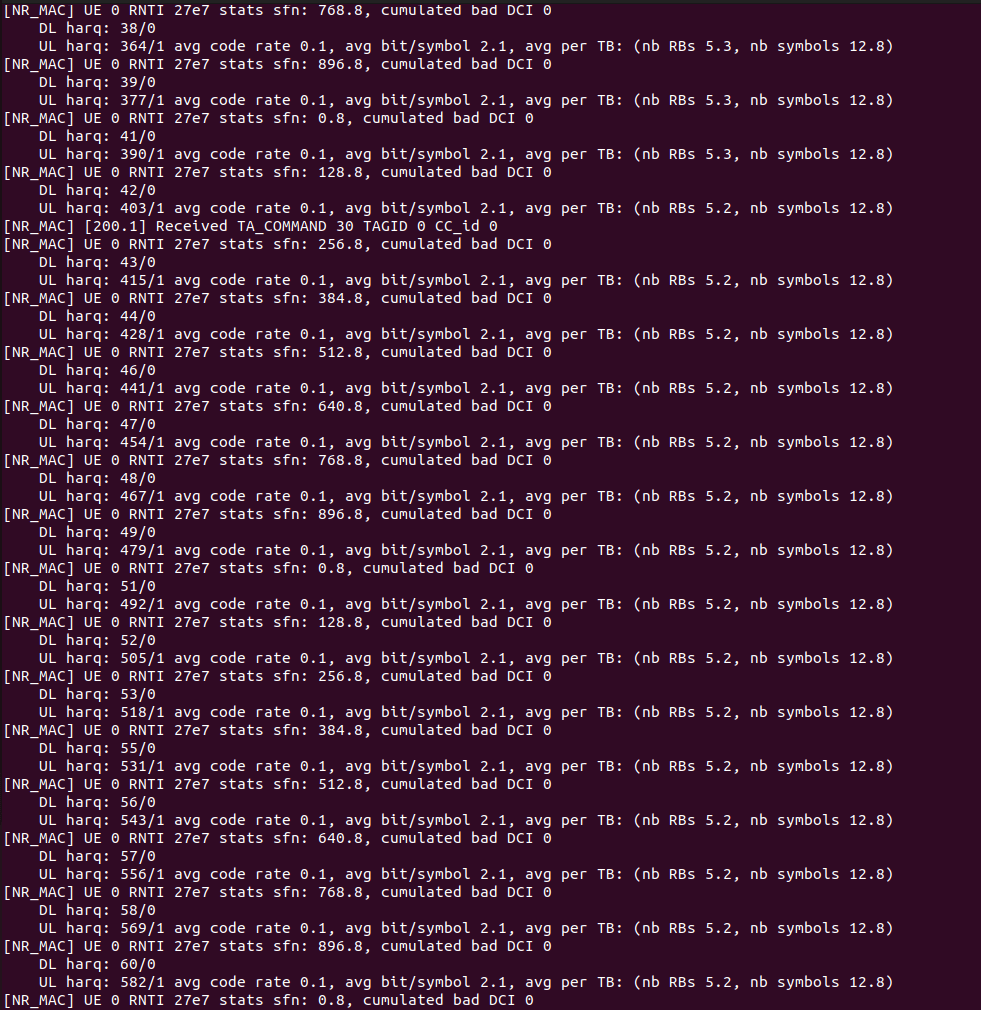 [NR_MAC] UE 0 RNTI 27e7 stats sfn: 768.8, cumulated bad DCI 0
    DL harq: 38/0
    UL harq: 364/1 avg code rate 0.1, avg bit/symbol 2.1, avg per TB: (nb RBs 5.3, nb symbols 12.8)
[NR_MAC] UE 0 RNTI 27e7 stats sfn: 896.8, cumulated bad DCI 0
    DL harq: 39/0
    UL harq: 377/1 avg code rate 0.1, avg bit/symbol 2.1, avg per TB: (nb RBs 5.3, nb symbols 12.8)
[NR_MAC] UE 0 RNTI 27e7 stats sfn: 0.8, cumulated bad DCI 0
    DL harq: 41/0
    UL harq: 390/1 avg code rate 0.1, avg bit/symbol 2.1, avg per TB: (nb RBs 5.3, nb symbols 12.8)
[NR_MAC] UE 0 RNTI 27e7 stats sfn: 128.8, cumulated bad DCI 0
    DL harq: 42/0
    UL harq: 403/1 avg code rate 0.1, avg bit/symbol 2.1, avg per TB: (nb RBs 5.2, nb symbols 12.8)
[NR_MAC] [200.1] Received TA_COMMAND 30 TAGID 0 CC_id 0
[NR_MAC] UE 0 RNTI 27e7 stats sfn: 256.8, cumulated bad DCI 0
    DL harq: 43/0
    UL harq: 415/1 avg code rate 0.1, avg bit/symbol 2.1, avg per TB: (nb RBs 5.2, nb symbols 12.8)
[NR_MAC] UE 0 RNTI 27e7 stats sfn: 384.8, cumulated bad DCI 0
    DL harq: 44/0
    UL harq: 428/1 avg code rate 0.1, avg bit/symbol 2.1, avg per TB: (nb RBs 5.2, nb symbols 12.8)
[NR_MAC] UE 0 RNTI 27e7 stats sfn: 512.8, cumulated bad DCI 0
    DL harq: 46/0
    UL harq: 441/1 avg code rate 0.1, avg bit/symbol 2.1, avg per TB: (nb RBs 5.2, nb symbols 12.8)
[NR_MAC] UE 0 RNTI 27e7 stats sfn: 640.8, cumulated bad DCI 0
    DL harq: 47/0
    UL harq: 454/1 avg code rate 0.1, avg bit/symbol 2.1, avg per TB: (nb RBs 5.2, nb symbols 12.8)
[NR_MAC] UE 0 RNTI 27e7 stats sfn: 768.8, cumulated bad DCI 0
    DL harq: 48/0
    UL harq: 467/1 avg code rate 0.1, avg bit/symbol 2.1, avg per TB: (nb RBs 5.2, nb symbols 12.8)
[NR_MAC] UE 0 RNTI 27e7 stats sfn: 896.8, cumulated bad DCI 0
    DL harq: 49/0
    UL harq: 479/1 avg code rate 0.1, avg bit/symbol 2.1, avg per TB: (nb RBs 5.2, nb symbols 12.8)
[NR_MAC] UE 0 RNTI 27e7 stats sfn: 0.8, cumulated bad DCI 0
    DL harq: 51/0
    UL harq: 492/1 avg code rate 0.1, avg bit/symbol 2.1, avg per TB: (nb RBs 5.2, nb symbols 12.8)
[NR_MAC] UE 0 RNTI 27e7 stats sfn: 128.8, cumulated bad DCI 0
    DL harq: 52/0
    UL harq: 505/1 avg code rate 0.1, avg bit/symbol 2.1, avg per TB: (nb RBs 5.2, nb symbols 12.8)
[NR_MAC] UE 0 RNTI 27e7 stats sfn: 256.8, cumulated bad DCI 0
    DL harq: 53/0
    UL harq: 518/1 avg code rate 0.1, avg bit/symbol 2.1, avg per TB: (nb RBs 5.2, nb symbols 12.8)
[NR_MAC] UE 0 RNTI 27e7 stats sfn: 384.8, cumulated bad DCI 0
    DL harq: 55/0
    UL harq: 531/1 avg code rate 0.1, avg bit/symbol 2.1, avg per TB: (nb RBs 5.2, nb symbols 12.8)
[NR_MAC] UE 0 RNTI 27e7 stats sfn: 512.8, cumulated bad DCI 0
    DL harq: 56/0
    UL harq: 543/1 avg code rate 0.1, avg bit/symbol 2.1, avg per TB: (nb RBs 5.2, nb symbols 12.8)
[NR_MAC] UE 0 RNTI 27e7 stats sfn: 640.8, cumulated bad DCI 0
    DL harq: 57/0
    UL harq: 556/1 avg code rate 0.1, avg bit/symbol 2.1, avg per TB: (nb RBs 5.2, nb symbols 12.8)
[NR_MAC] UE 0 RNTI 27e7 stats sfn: 768.8, cumulated bad DCI 0
    DL harq: 58/0
    UL harq: 569/1 avg code rate 0.1, avg bit/symbol 2.1, avg per TB: (nb RBs 5.2, nb symbols 12.8)
[NR_MAC] UE 0 RNTI 27e7 stats sfn: 896.8, cumulated bad DCI 0
    DL harq: 60/0
    UL harq: 582/1 avg code rate 0.1, avg bit/symbol 2.1, avg per TB: (nb RBs 5.2, nb symbols 12.8)
[NR_MAC] UE 0 RNTI 27e7 stats sfn: 0.8, cumulated bad DCI 0